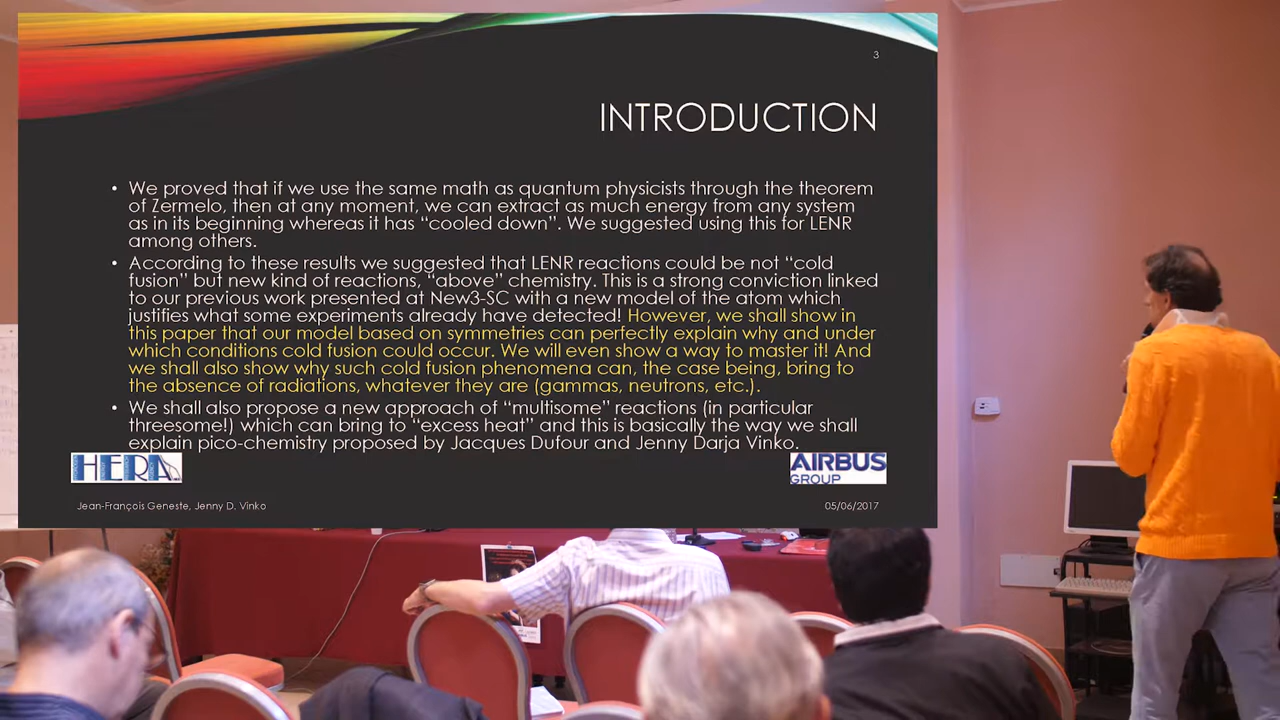 3
INTRODUCTION
• We proved that if we use the same math as quantum physicists through the theorem
of Zermelo, then at any moment, we can extract as much energy from any system
as in its beginning whereas it has “cooled down”. We suggested using this for LENR
among others.
• According to these results we suggested that LENR reactions could be not “cold
fusion” but new kind of reactions, “above” chemistry. This is a strong conviction linked
to our previous work presented at New3-SC with a new model of the atom which
justifies what some experiments already have detected! However, we shall show in
this paper that our model based on symmetries can perfectly explain why and under
which conditions cold fusion could occur. We will even show a way to master it! And
we shall also show why such cold fusion phenomena can, the case being, bring to
the absence of radiations, whatever they are (gammas, neutrons, etc.).
• We shall also propose a new approach of “multisome” reactions (in particular
threesome!) which can bring to “excess heat” and this is basically the way we shall
explain pico-chemistry proposed by Jacques Dufour and Jenny Darja Vinko.
HERA
AIRBUS
GROUP
Jean-François Geneste, Jenny D. Vinko
05/06/2017